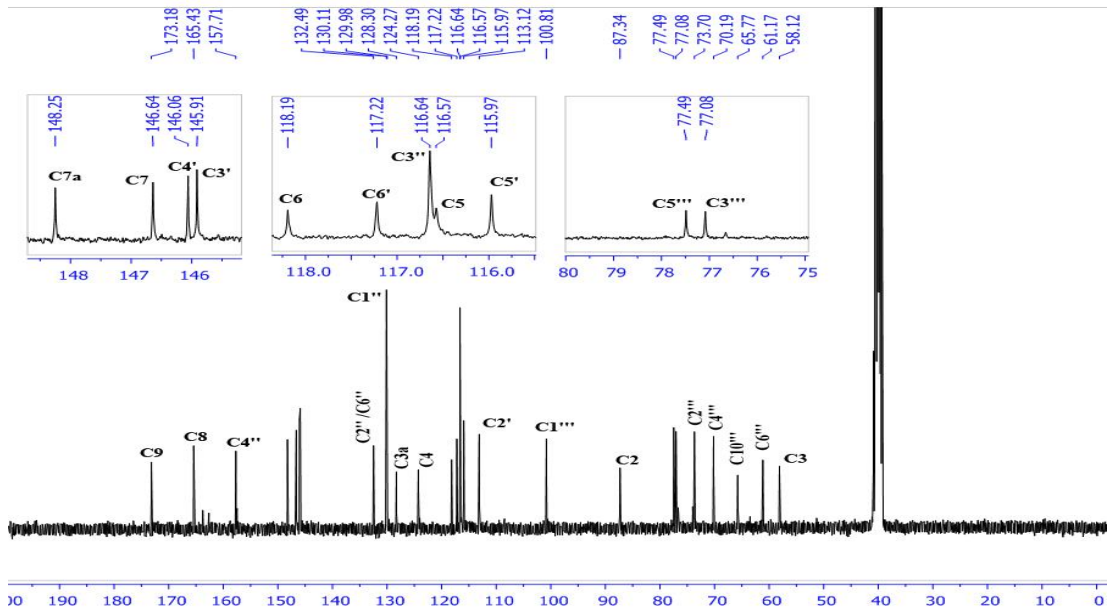 173.18
165.43
157.71
132.49
130.11
129.98
128.30
124.27
118.19
117.22
116.64
116.57
115.97
113.12
100.81
87.34
77.49
77.08
73.70
70.19
65.77
61.17
58.12
148.25
146.64
146.06
145.91
C7a
C7
C4'
C3'
148
147
146
118.19
117.22
116.64
116.57
115.97
C6
C6'
C3''
C5
C5'
118.0
117.0
116.0
77.49
77.08
C5'''
C3'''
80 79 78 77 76 75
C9
C8
C4''
C2''/C6''
C1''
C3a
C4
C2'
C1'''
C2
C2'''
C4'''
C10'''
C6'''
C3
00 190 180 170 160 150 140 130 120 110 100 90 80 70 60 50 40 30 20 10 0